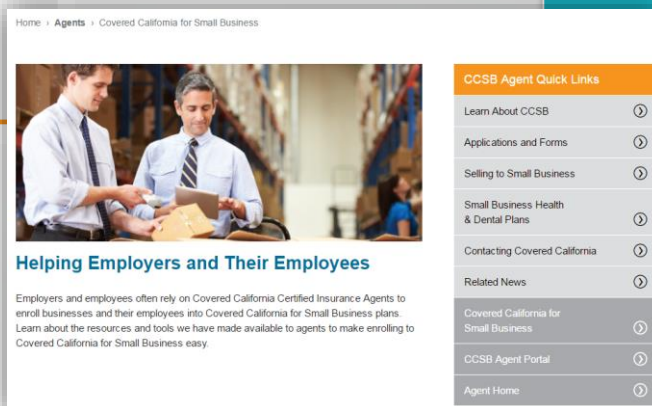 Home › Agents › Covered California for Small Business
Helping Employers and Their Employees
Employers and employees often rely on Covered California Certified Insurance Agents to
enroll businesses and their employees into Covered California for Small Business plans.
Learn about the resources and tools we have made available to agents to make enrolling to
Covered California for Small Business easy.
CCSB Agent Quick Links
Learn About CCSB
Applications and Forms
Selling to Small Business
Small Business Health
& Dental Plans
Contacting Covered California
Related News
Covered California for
Small Business
CCSB Agent Portal
Agent Home